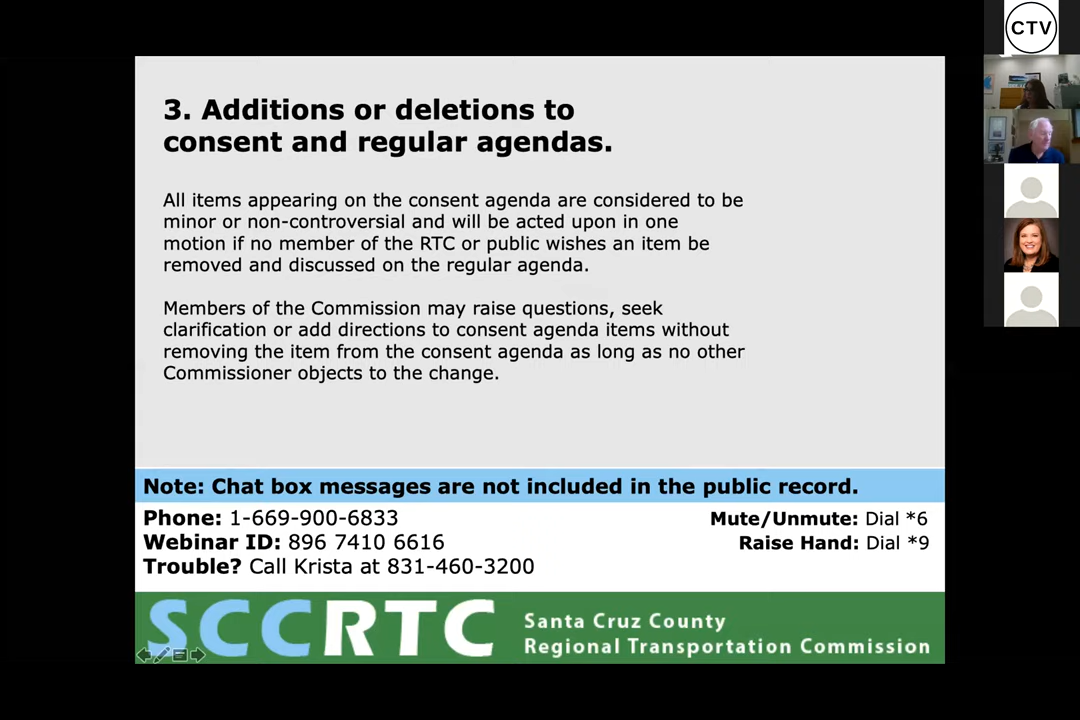 3. Additions or deletions to
consent and regular agendas.
All items appearing on the consent agenda are considered to be
minor or non-controversial and will be acted upon in one
motion if no member of the RTC or public wishes an item be
removed and discussed on the regular agenda.
Members of the Commission may raise questions, seek
clarification or add directions to consent agenda items without
removing the item from the consent agenda as long as no other
Commissioner objects to the change.
Note: Chat box messages are not included in the public record.
Phone: 1-669-900-6833
Webinar ID: 896 7410 6616
Trouble? Call Krista at 831-460-3200
Mute/Unmute: Dial *6
Raise Hand: Dial *9
SCCRTC
Santa Cruz County
Regional Transportation Commission
CTV